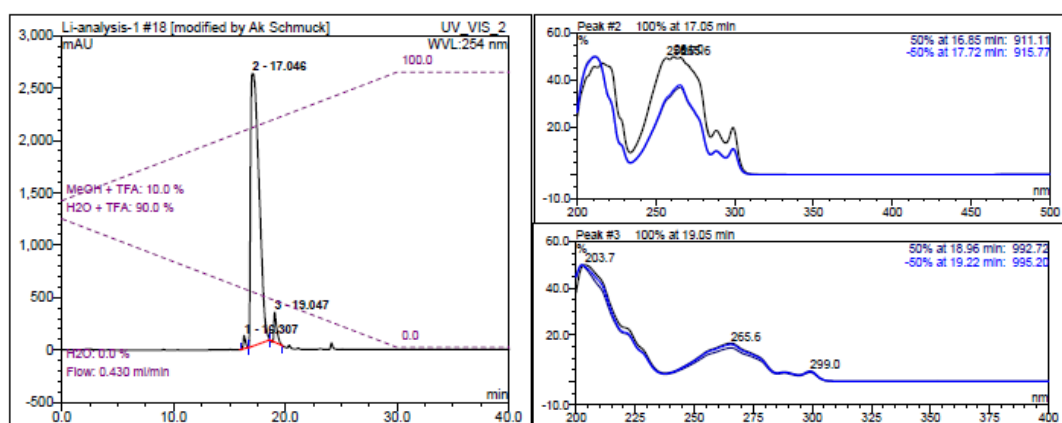 Li-analysis-1 #18 [modified by Ak Schmuck] UV_VIS_2
3,000
mAU
WVL:254 nm
100.0
2 - 17.046
2,500
2,000
1,500
MeOH + TFA: 10.0 %
H2O + TFA: 90.0 %
1,000
500
3 - 19.047
1 - 16.307
0.0
0
H2O: 0.0 %
Flow: 0.430 ml/min
min
-500
0.0 10.0 20.0 30.0 40.0
Peak #2 100% at 17.05 min
60.0
%
50% at 16.85 min: 911.11
-50% at 17.72 min: 915.77
20.0
-10.0
nm
200 250 300 350 400 450 500
Peak #3 100% at 19.05 min
60.0
%
50% at 18.96 min: 992.72
-50% at 19.22 min: 995.20
203.7
40.0
20.0
265.6
299.0
-10.0
nm
200 225 250 275 300 325 350 375 400